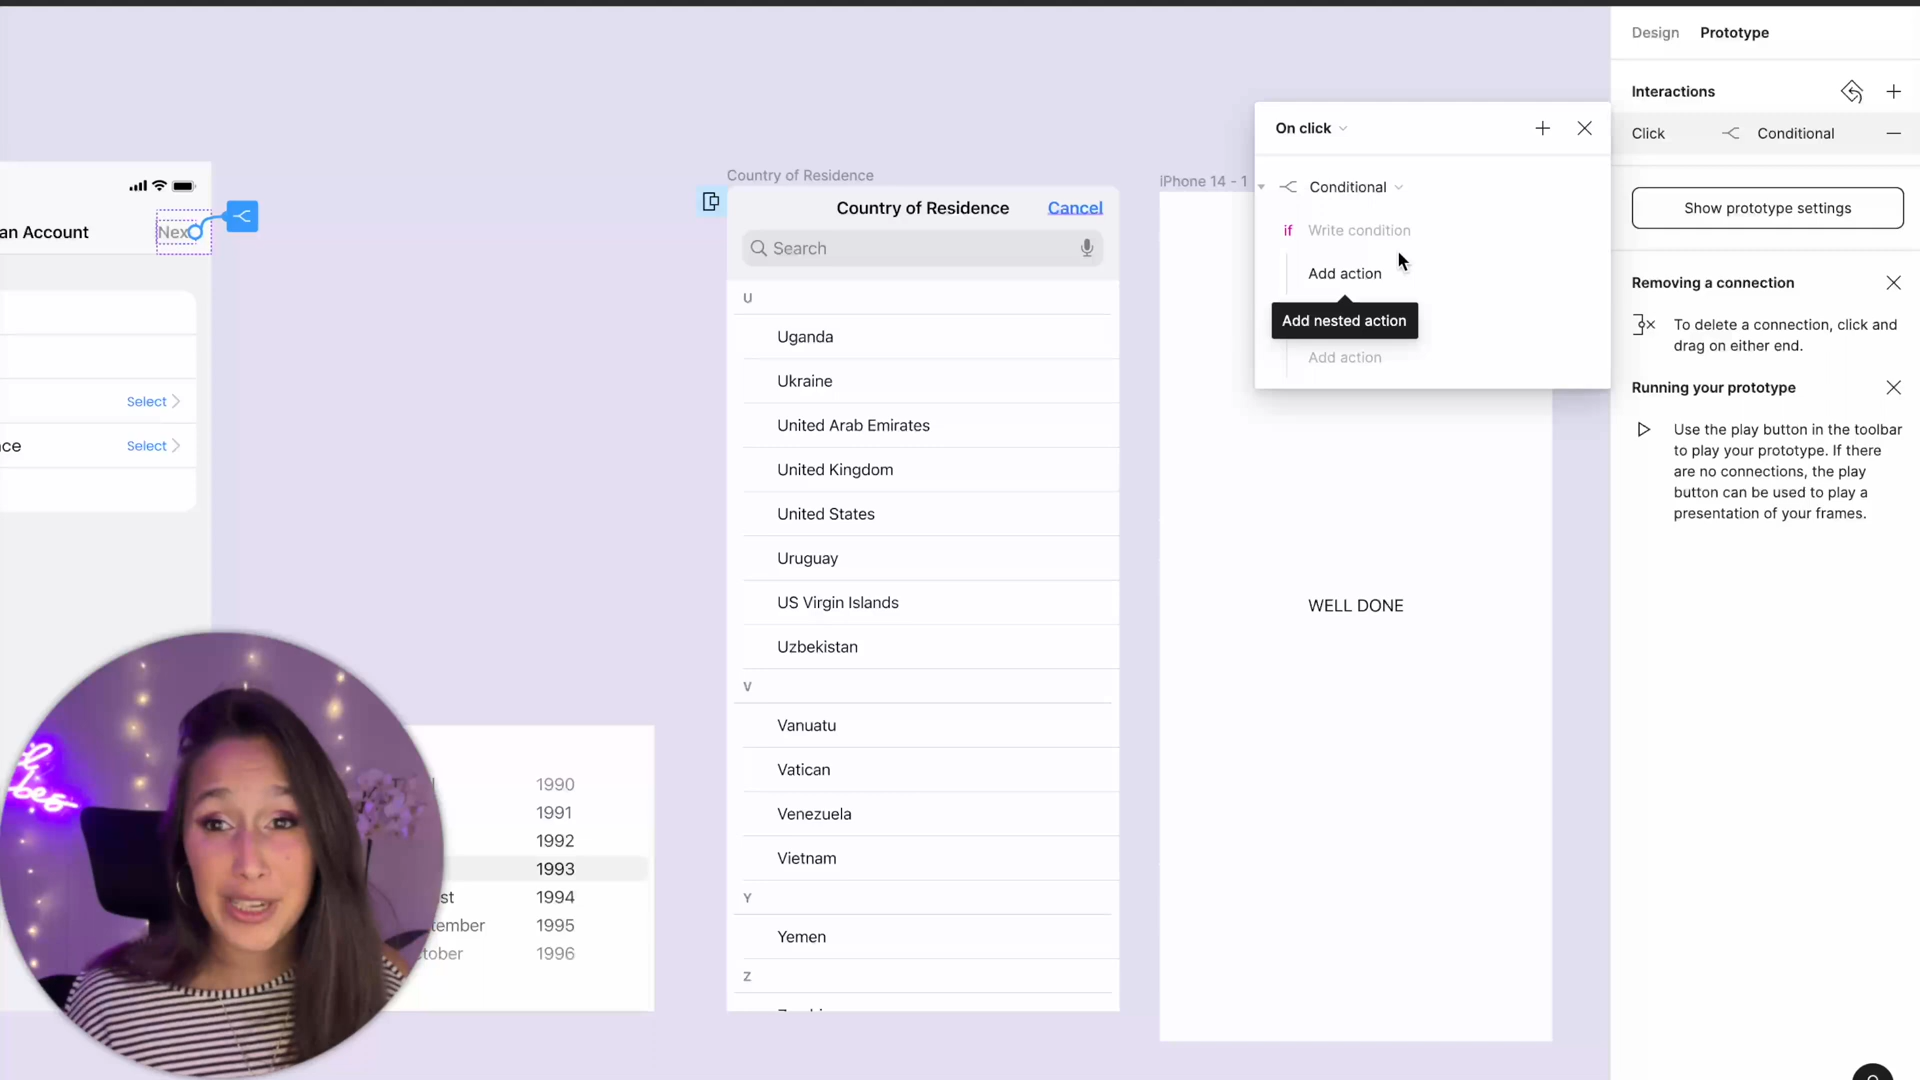 Design Prototype
Interactions
Click Conditional
Show prototype settings
Removing a connection
To delete a connection, click and
drag on either end.
Running your prototype
Use the play button in the toolbar
to play your prototype. If there
are no connections, the play
button can be used to play a
presentation of your frames.
On click
Conditional
if Write condition
Add action
Add nested action
Add action
iPhone 14 - 1
WELL DONE
Country of Residence
Country of Residence Cancel
Search
U
Uganda
Ukraine
United Arab Emirates
United Kingdom
United States
Uruguay
US Virgin Islands
Uzbekistan
V
Vanuatu
Vatican
Venezuela
Vietnam
Y
Yemen
Z
an Account Nex
Select
ce Select
1990
1991
1992
1993
st 1994
tember 1995
tober 1996